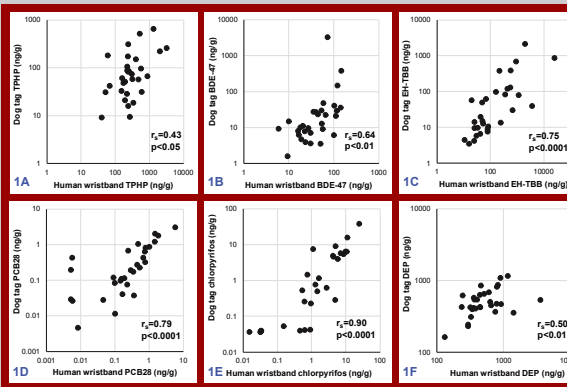 10000
1000
100
10
1
Dog tag TPHP (ng/g)
rs=0.43
p<0.05
1 10 100 1000 10000
1A Human wristband TPHP (ng/g)
10000
1000
100
10
1
Dog tag BDE-47 (ng/g)
rs=0.64
p<0.01
1 10 100 1000
1B Human wristband BDE-47 (ng/g)
10000
1000
100
10
1
Dog tag EH-TBB (ng/g)
rs=0.75
p<0.0001
1 100 10000
1C Human wristband EH-TBB (ng/g)
10
1
0.1
0.01
0.001
Dog tag PCB28 (ng/g)
rs=0.79
p<0.0001
0.001 0.01 0.1 1 10
1D Human wristband PCB28 (ng/g)
100
10
1
0.1
0.01
Dog tag chlorpyrifos (ng/g)
rs=0.90
p<0.0001
0.01 0.1 1 10 100
1E Human wristband chlorpyrifos (ng/g)
10000
1000
100
Dog tag DEP (ng/g)
rs=0.50
p<0.01
100 1000
1F Human wristband DEP (ng/g)